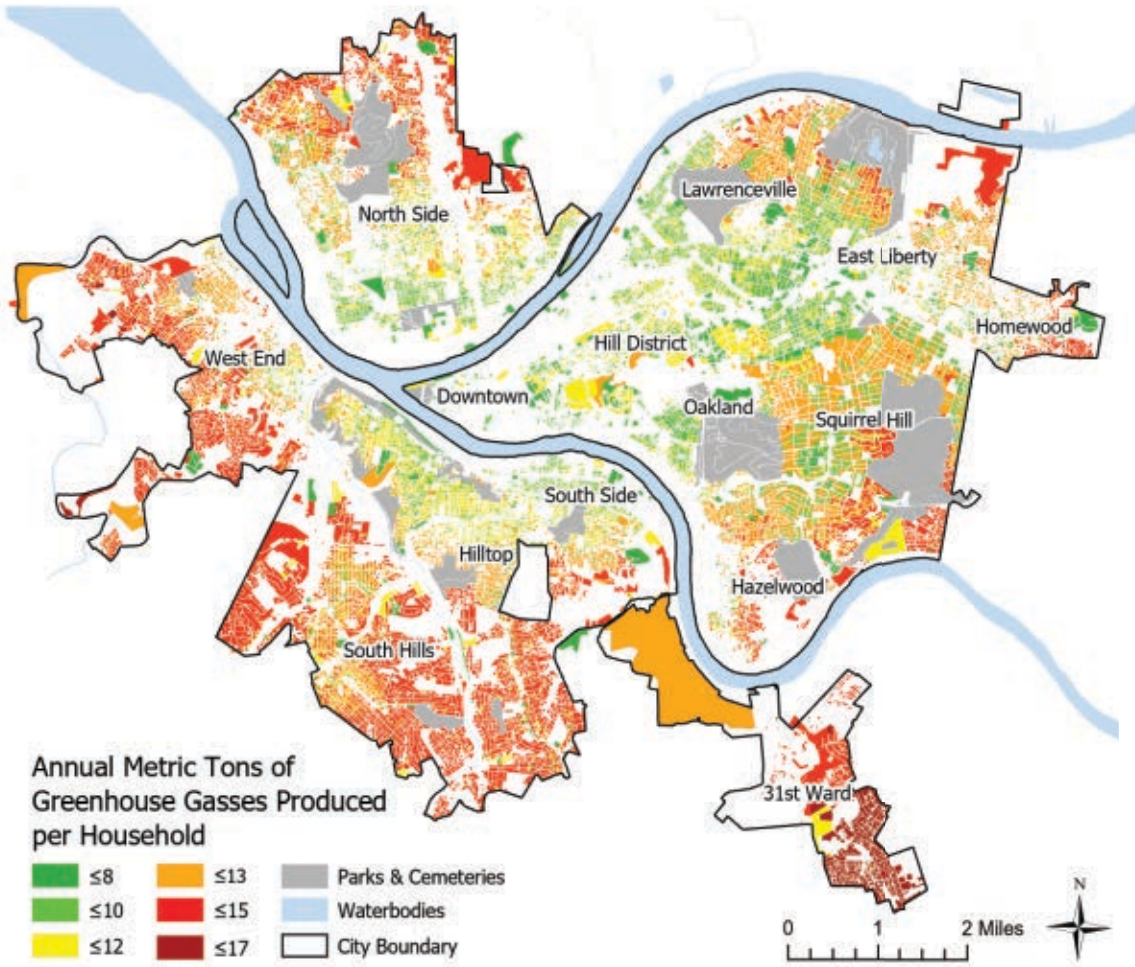 North Side
Lawrenceville
East Liberty
Homewood
West End
Hill District
Downtown
Oakland
Squirrel Hill
South Side
Hilltop
Hazelwood
South Hills
31st Ward
Annual Metric Tons of
Greenhouse Gasses Produced
per Household
≤8 ≤13 Parks & Cemeteries
≤10 ≤15 Waterbodies
≤12 ≤17 City Boundary
N
0 1 2 Miles